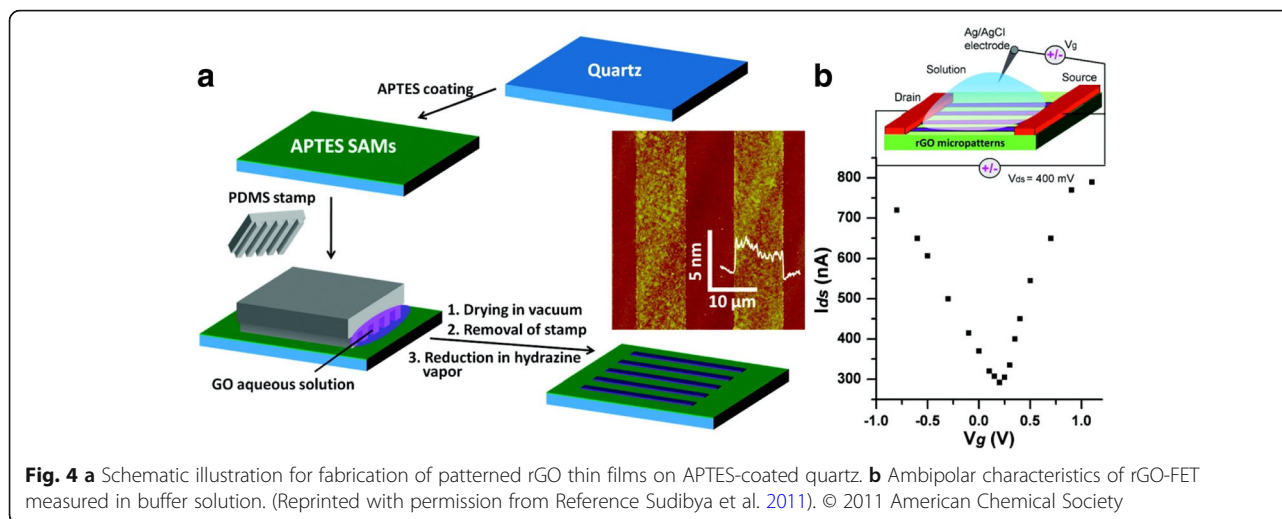 a
Quartz
APTES coating
APTES SAMs
PDMS stamp
GO aqueous solution
1. Drying in vacuum
2. Removal of stamp
3. Reduction in hydrazine
vapor
5 nm
10 μm
b
Ag/AgCl
electrode
+/-
Vg
Solution
Source
Drain
rGO micropatterns
+/-
Vds = 400 mV
800
700
600
500
400
300
Ids (nA)
-1.0 -0.5 0.0 0.5 1.0
Vg (V)
Fig. 4 a Schematic illustration for fabrication of patterned rGO thin films on APTES-coated quartz. b Ambipolar characteristics of rGO-FET
measured in buffer solution. (Reprinted with permission from Reference Sudibya et al. 2011). © 2011 American Chemical Society